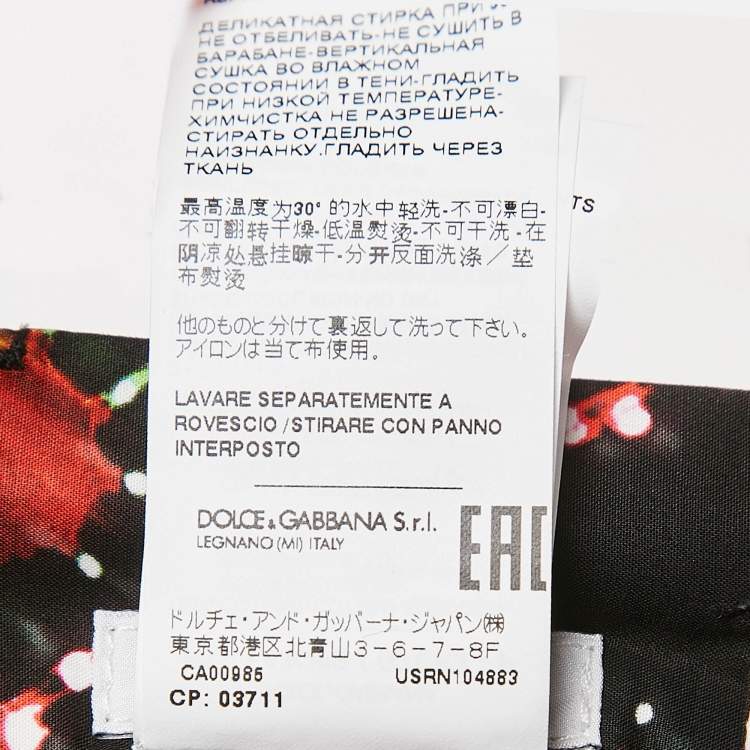 ДЕЛИКАТНАЯ СТИРКА ПРИ
НЕ ОТБЕЛИВАТЬ-НЕ СУШИТЬ В
БАРАБАНЕ-ВЕРТИКАЛЬНАЯ
СУШКА ВО ВЛАЖНОМ
СОСТОЯНИИ В ТЕНИ-ГЛАДИТЬ
ПРИ НИЗКОЙ ТЕМПЕРАТУРЕ-
ХИМЧИСТКА НЕ РАЗРЕШЕНА-
СТИРАТЬ ОТДЕЛЬНО
НАИЗНАНКУ.ГЛАДИТЬ ЧЕРЕЗ
ТКАНЬ
最高温度为30°的水中轻洗-不可漂白-
不可翻转干燥-低温熨烫-不可干洗-在
阴凉处悬挂晾干-分开反面洗涤／垫
布熨烫
他のものと分けて裏返して洗って下さい。
アイロンは当て布使用。
LAVARE SEPARATEMENTE A
ROVESCIO /STIRARE CON PANNO
INTERPOSTO
DOLCE & GABBANA S.r.l.
LEGNANO (MI) ITALY
EAC
ドルチェ・アンド・ガッバーナ・ジャパン㈱
東京都港区北青山3-6-7-8F
CA00985 USRN104883
CP: 03711